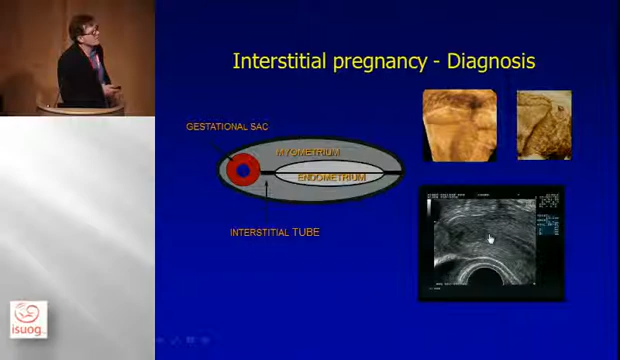 Interstitial pregnancy - Diagnosis
GESTATIONAL SAC
MYOMETRIUM
ENDOMETRIUM
INTERSTITIAL TUBE
isuog